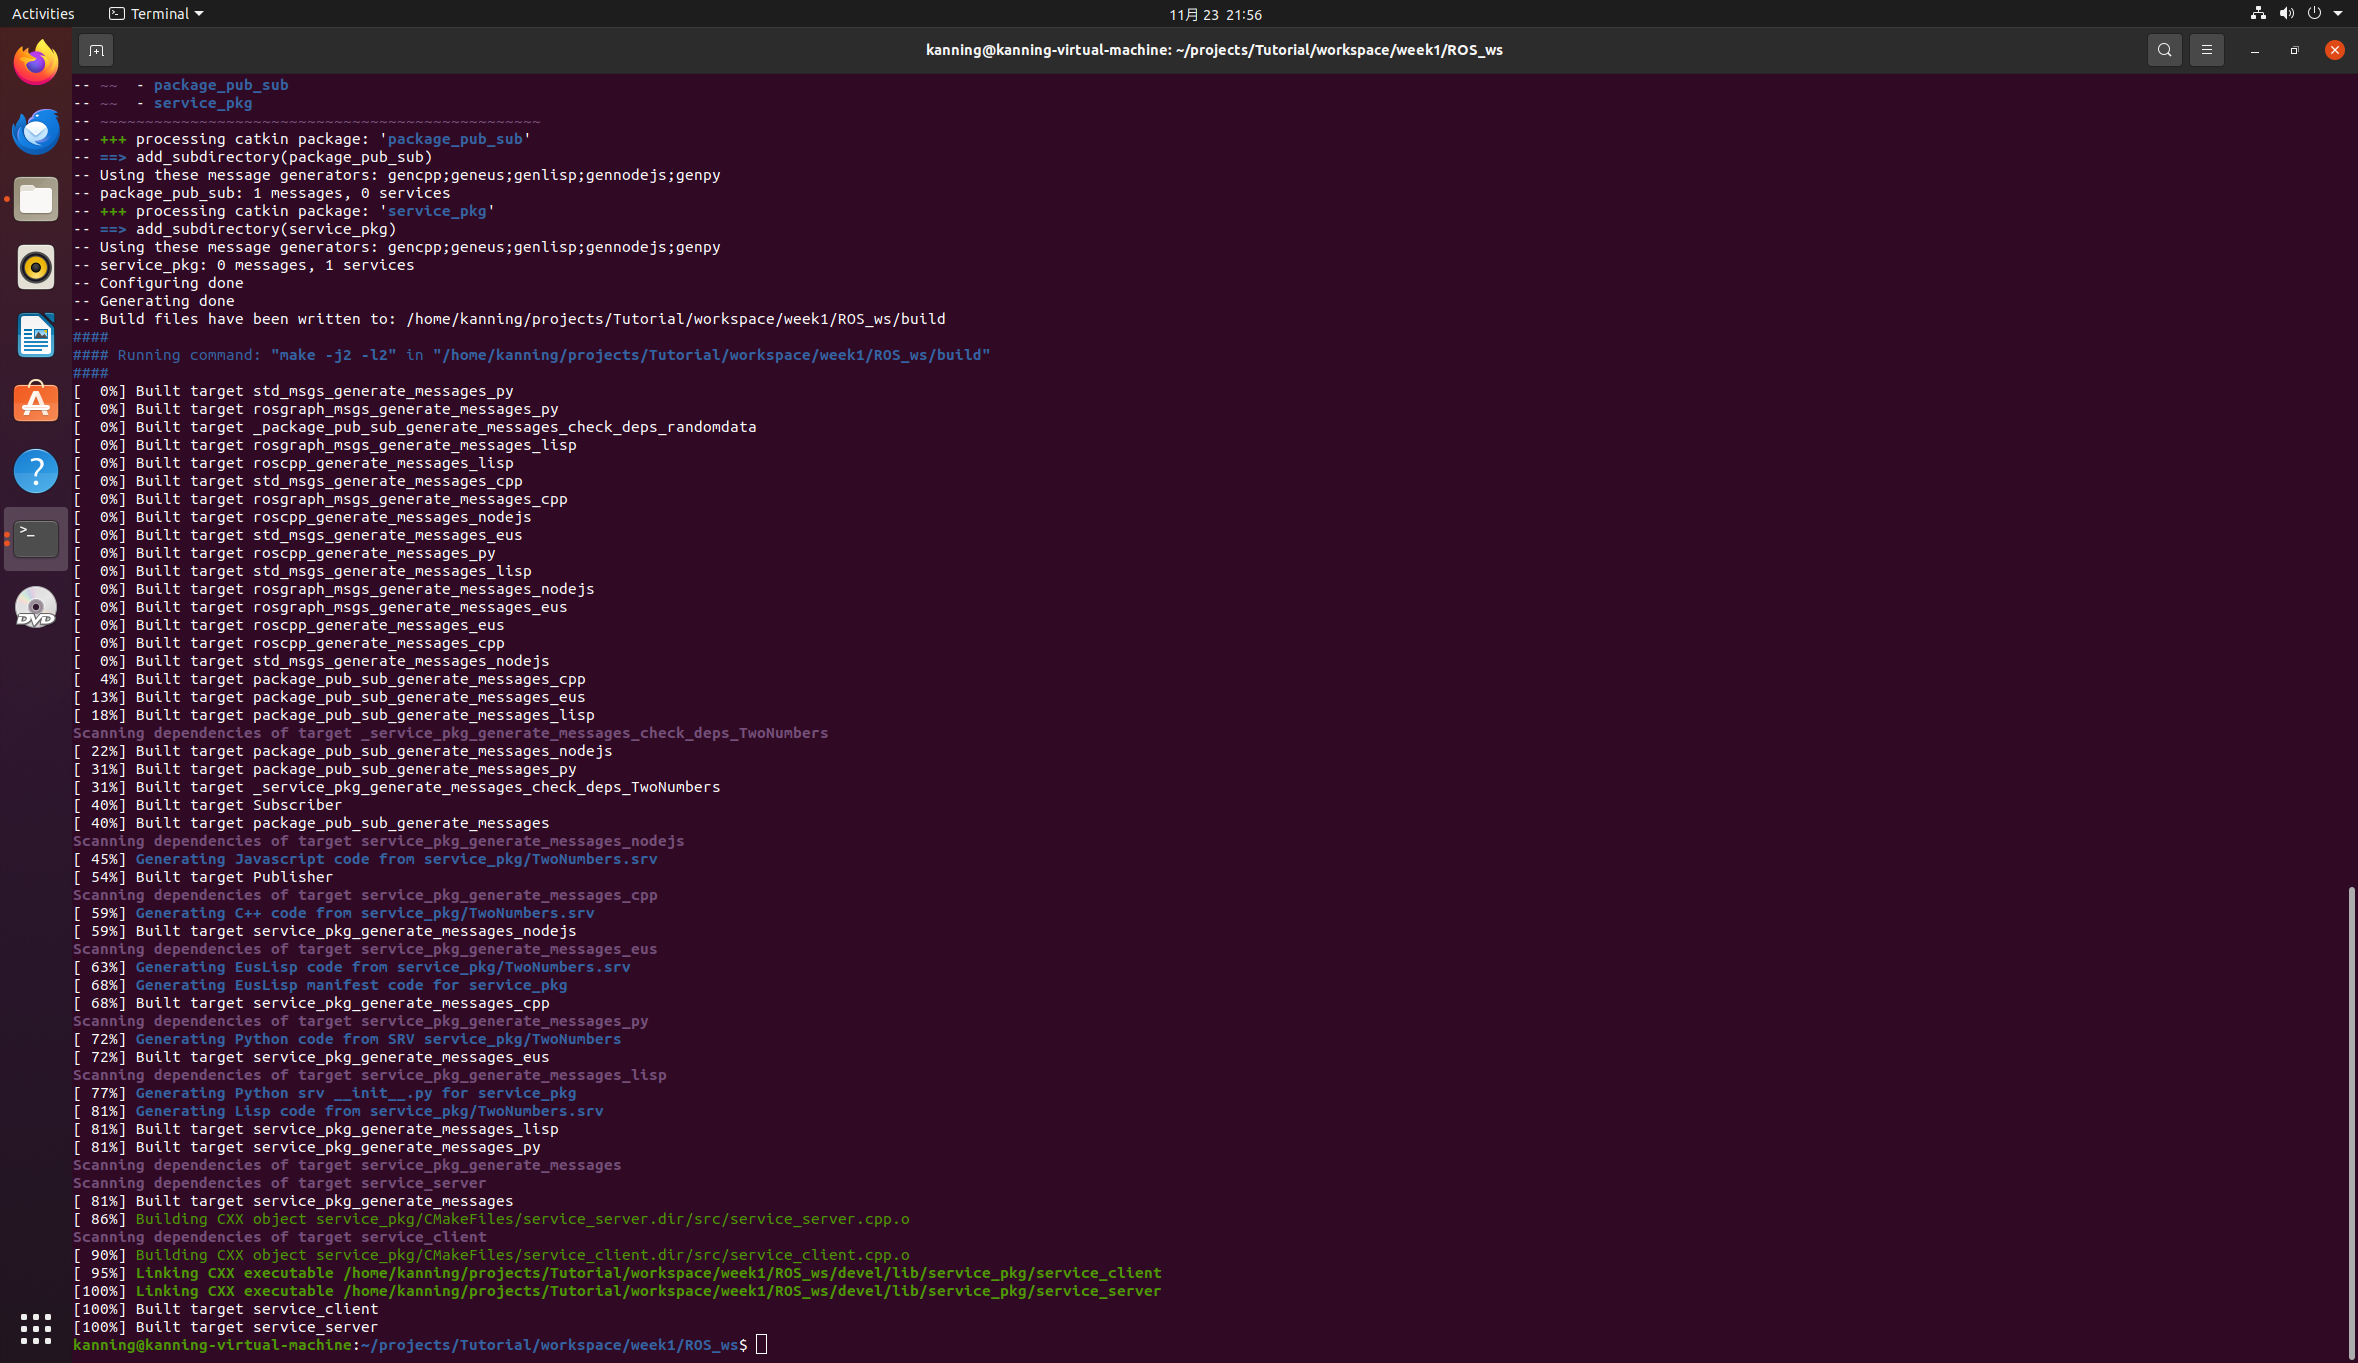 Activities
Terminal
11月 23 21:56
kanning@kanning-virtual-machine: ~/projects/Tutorial/workspace/week1/ROS_ws
-- ~~  - package_pub_sub
-- ~~  - service_pkg
-- ~~~~~~~~~~~~~~~~~~~~~~~~~~~~~~~~~~~~~~~~~~~~~~~~~
-- +++ processing catkin package: 'package_pub_sub'
-- ==> add_subdirectory(package_pub_sub)
-- Using these message generators: gencpp;geneus;genlisp;gennodejs;genpy
-- package_pub_sub: 1 messages, 0 services
-- +++ processing catkin package: 'service_pkg'
-- ==> add_subdirectory(service_pkg)
-- Using these message generators: gencpp;geneus;genlisp;gennodejs;genpy
-- service_pkg: 0 messages, 1 services
-- Configuring done
-- Generating done
-- Build files have been written to: /home/kanning/projects/Tutorial/workspace/week1/ROS_ws/build
####
#### Running command: "make -j2 -l2" in "/home/kanning/projects/Tutorial/workspace/week1/ROS_ws/build"
####
[  0%] Built target std_msgs_generate_messages_py
[  0%] Built target rosgraph_msgs_generate_messages_py
[  0%] Built target _package_pub_sub_generate_messages_check_deps_randomdata
[  0%] Built target rosgraph_msgs_generate_messages_lisp
[  0%] Built target roscpp_generate_messages_lisp
[  0%] Built target std_msgs_generate_messages_cpp
[  0%] Built target rosgraph_msgs_generate_messages_cpp
[  0%] Built target roscpp_generate_messages_nodejs
[  0%] Built target std_msgs_generate_messages_eus
[  0%] Built target roscpp_generate_messages_py
[  0%] Built target std_msgs_generate_messages_lisp
[  0%] Built target rosgraph_msgs_generate_messages_nodejs
[  0%] Built target rosgraph_msgs_generate_messages_eus
[  0%] Built target roscpp_generate_messages_eus
[  0%] Built target roscpp_generate_messages_cpp
[  0%] Built target std_msgs_generate_messages_nodejs
[  4%] Built target package_pub_sub_generate_messages_cpp
[ 13%] Built target package_pub_sub_generate_messages_eus
[ 18%] Built target package_pub_sub_generate_messages_lisp
Scanning dependencies of target _service_pkg_generate_messages_check_deps_TwoNumbers
[ 22%] Built target package_pub_sub_generate_messages_nodejs
[ 31%] Built target package_pub_sub_generate_messages_py
[ 31%] Built target _service_pkg_generate_messages_check_deps_TwoNumbers
[ 40%] Built target Subscriber
[ 40%] Built target package_pub_sub_generate_messages
Scanning dependencies of target service_pkg_generate_messages_nodejs
[ 45%] Generating Javascript code from service_pkg/TwoNumbers.srv
[ 54%] Built target Publisher
Scanning dependencies of target service_pkg_generate_messages_cpp
[ 59%] Generating C++ code from service_pkg/TwoNumbers.srv
[ 59%] Built target service_pkg_generate_messages_nodejs
Scanning dependencies of target service_pkg_generate_messages_eus
[ 63%] Generating EusLisp code from service_pkg/TwoNumbers.srv
[ 68%] Generating EusLisp manifest code for service_pkg
[ 68%] Built target service_pkg_generate_messages_cpp
Scanning dependencies of target service_pkg_generate_messages_py
[ 72%] Generating Python code from SRV service_pkg/TwoNumbers
[ 72%] Built target service_pkg_generate_messages_eus
Scanning dependencies of target service_pkg_generate_messages_lisp
[ 77%] Generating Python srv __init__.py for service_pkg
[ 81%] Generating Lisp code from service_pkg/TwoNumbers.srv
[ 81%] Built target service_pkg_generate_messages_lisp
[ 81%] Built target service_pkg_generate_messages_py
Scanning dependencies of target service_pkg_generate_messages
Scanning dependencies of target service_server
[ 81%] Built target service_pkg_generate_messages
[ 86%] Building CXX object service_pkg/CMakeFiles/service_server.dir/src/service_server.cpp.o
Scanning dependencies of target service_client
[ 90%] Building CXX object service_pkg/CMakeFiles/service_client.dir/src/service_client.cpp.o
[ 95%] Linking CXX executable /home/kanning/projects/Tutorial/workspace/week1/ROS_ws/devel/lib/service_pkg/service_client
[100%] Linking CXX executable /home/kanning/projects/Tutorial/workspace/week1/ROS_ws/devel/lib/service_pkg/service_server
[100%] Built target service_client
[100%] Built target service_server
kanning@kanning-virtual-machine:~/projects/Tutorial/workspace/week1/ROS_ws$
DVD